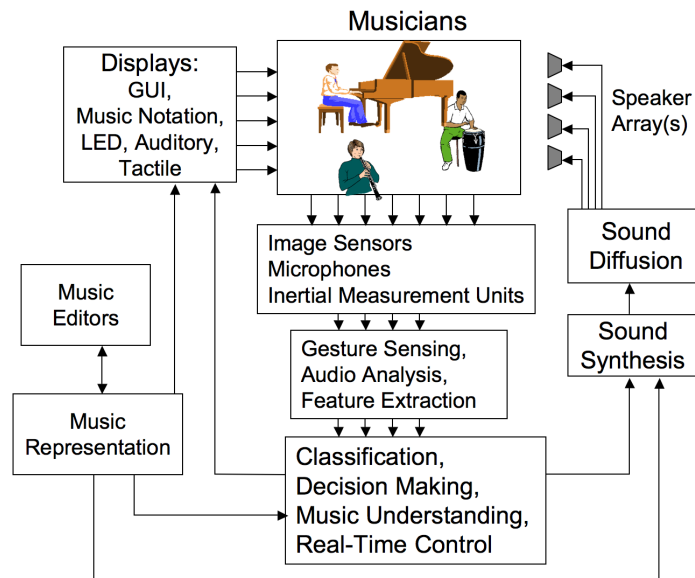 Musicians
Displays:
GUI,
Music Notation,
LED, Auditory,
Tactile
Speaker
Array(s)
Image Sensors
Microphones
Inertial Measurement Units
Sound
Diffusion
Music
Editors
Gesture Sensing,
Audio Analysis,
Feature Extraction
Sound
Synthesis
Music
Representation
Classification,
Decision Making,
Music Understanding,
Real-Time Control